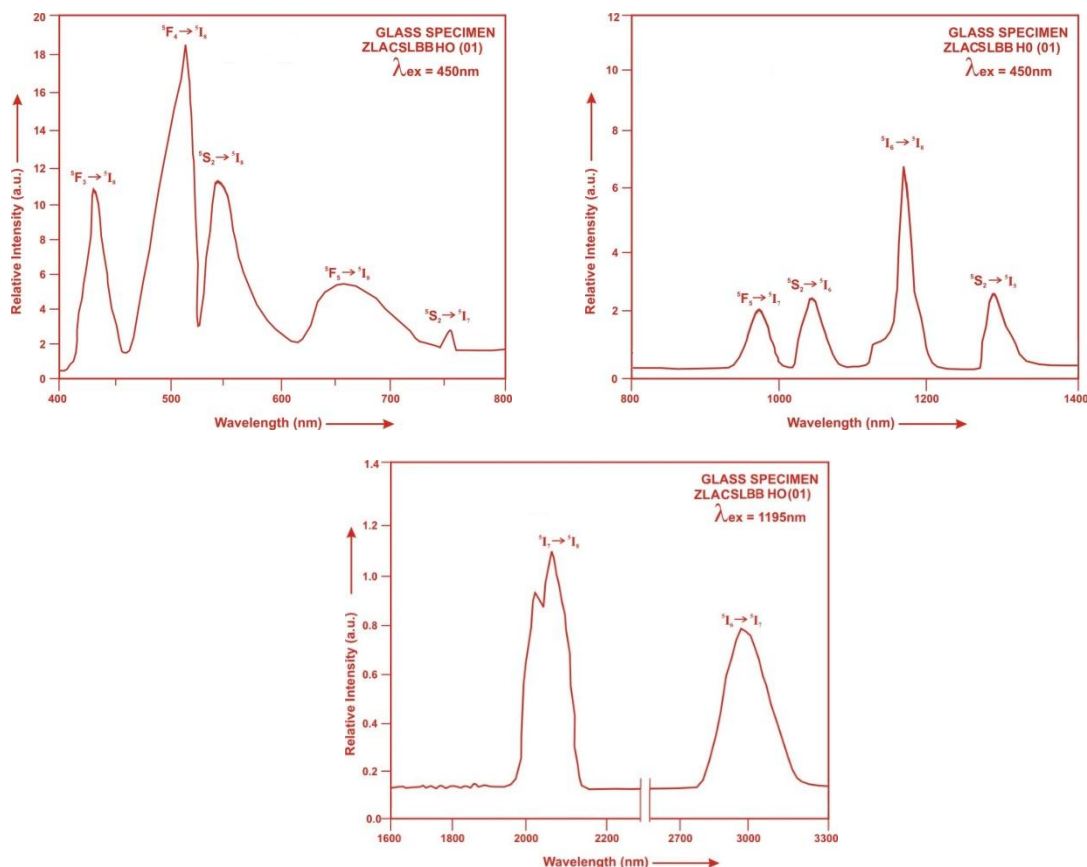 20
18
16
14
12
10
8
6
4
2
0
Relative Intensity (a.u.)
GLASS SPECIMEN
ZLACSLBB HO (01)
λex = 450nm
⁵F₄→⁵I₈
⁵F₃→⁵I₈
⁵S₂→⁵I₈
⁵F₅→⁵I₈
⁵S₂→⁵I₇
400 500 600 700 800
Wavelength (nm)
12
10
8
6
4
2
0
Relative Intensity (a.u.)
GLASS SPECIMEN
ZLACSLBB H0 (01)
λex = 450nm
⁵I₆→⁵I₈
⁵F₅→⁵I₇
⁵S₂→⁵I₆
⁵S₂→⁵I₅
800 1000 1200 1400
Wavelength (nm)
1.4
1.2
1.0
0.8
0.6
0.4
0.2
0.0
Relative Intensity (a.u.)
GLASS SPECIMEN
ZLACSLBB HO (01)
λex = 1195nm
⁵I₇→⁵I₈
⁵I₆→⁵I₇
1600 1800 2000 2200 2700 3000 3300
Wavelength (nm)